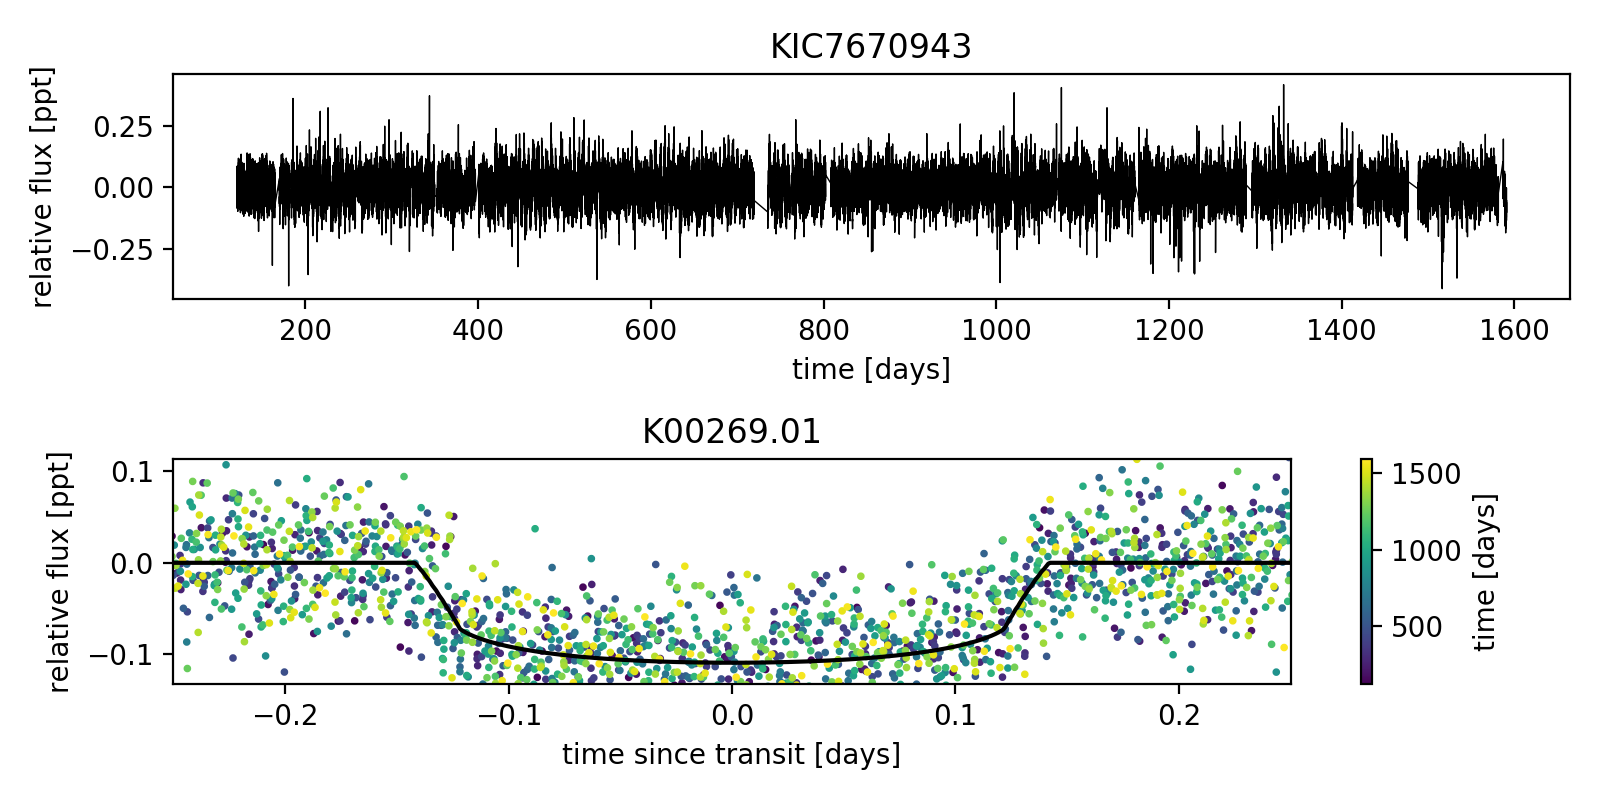 KIC7670943
relative flux [ppt]
0.25
0.00
−0.25
200 400 600 800 1000 1200 1400 1600
time [days]
K00269.01
relative flux [ppt]
0.1
0.0
−0.1
−0.2 −0.1 0.0 0.1 0.2
time since transit [days]
1500
1000
500
time [days]